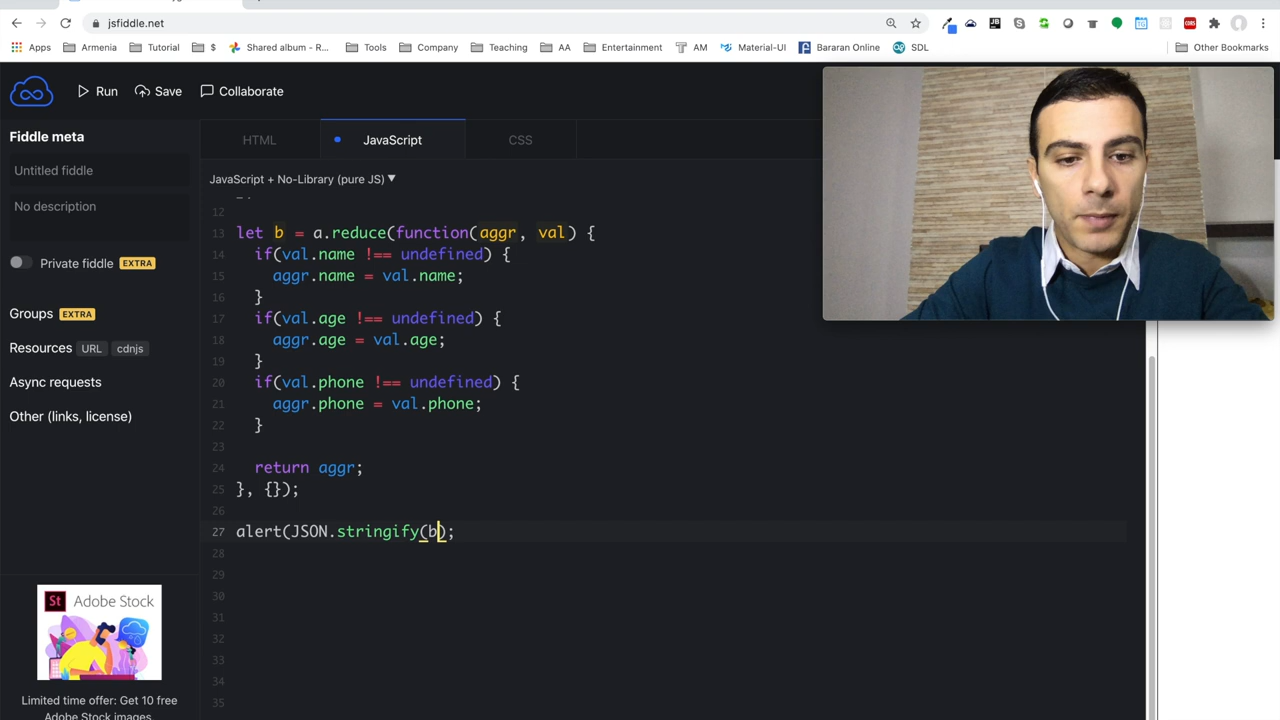 jsfiddle.net
Apps Armenia Tutorial $ Shared album - R... Tools Company Teaching AA Entertainment AM Material-UI Bararan Online SDL Other Bookmarks
Run Save Collaborate
Fiddle meta
Untitled fiddle
No description
Private fiddle EXTRA
Groups EXTRA
Resources URL cdnjs
Async requests
Other (links, license)
St Adobe Stock
Limited time offer: Get 10 free
Adobe Stock images.
HTML JavaScript CSS
JavaScript + No-Library (pure JS) ▼
12
13 let b = a.reduce(function(aggr, val) {
14 if(val.name !== undefined) {
15 aggr.name = val.name;
16 }
17 if(val.age !== undefined) {
18 aggr.age = val.age;
19 }
20 if(val.phone !== undefined) {
21 aggr.phone = val.phone;
22 }
23
24 return aggr;
25 }, {});
26
27 alert(JSON.stringify(b);
28
29
30
31
32
33
34
35